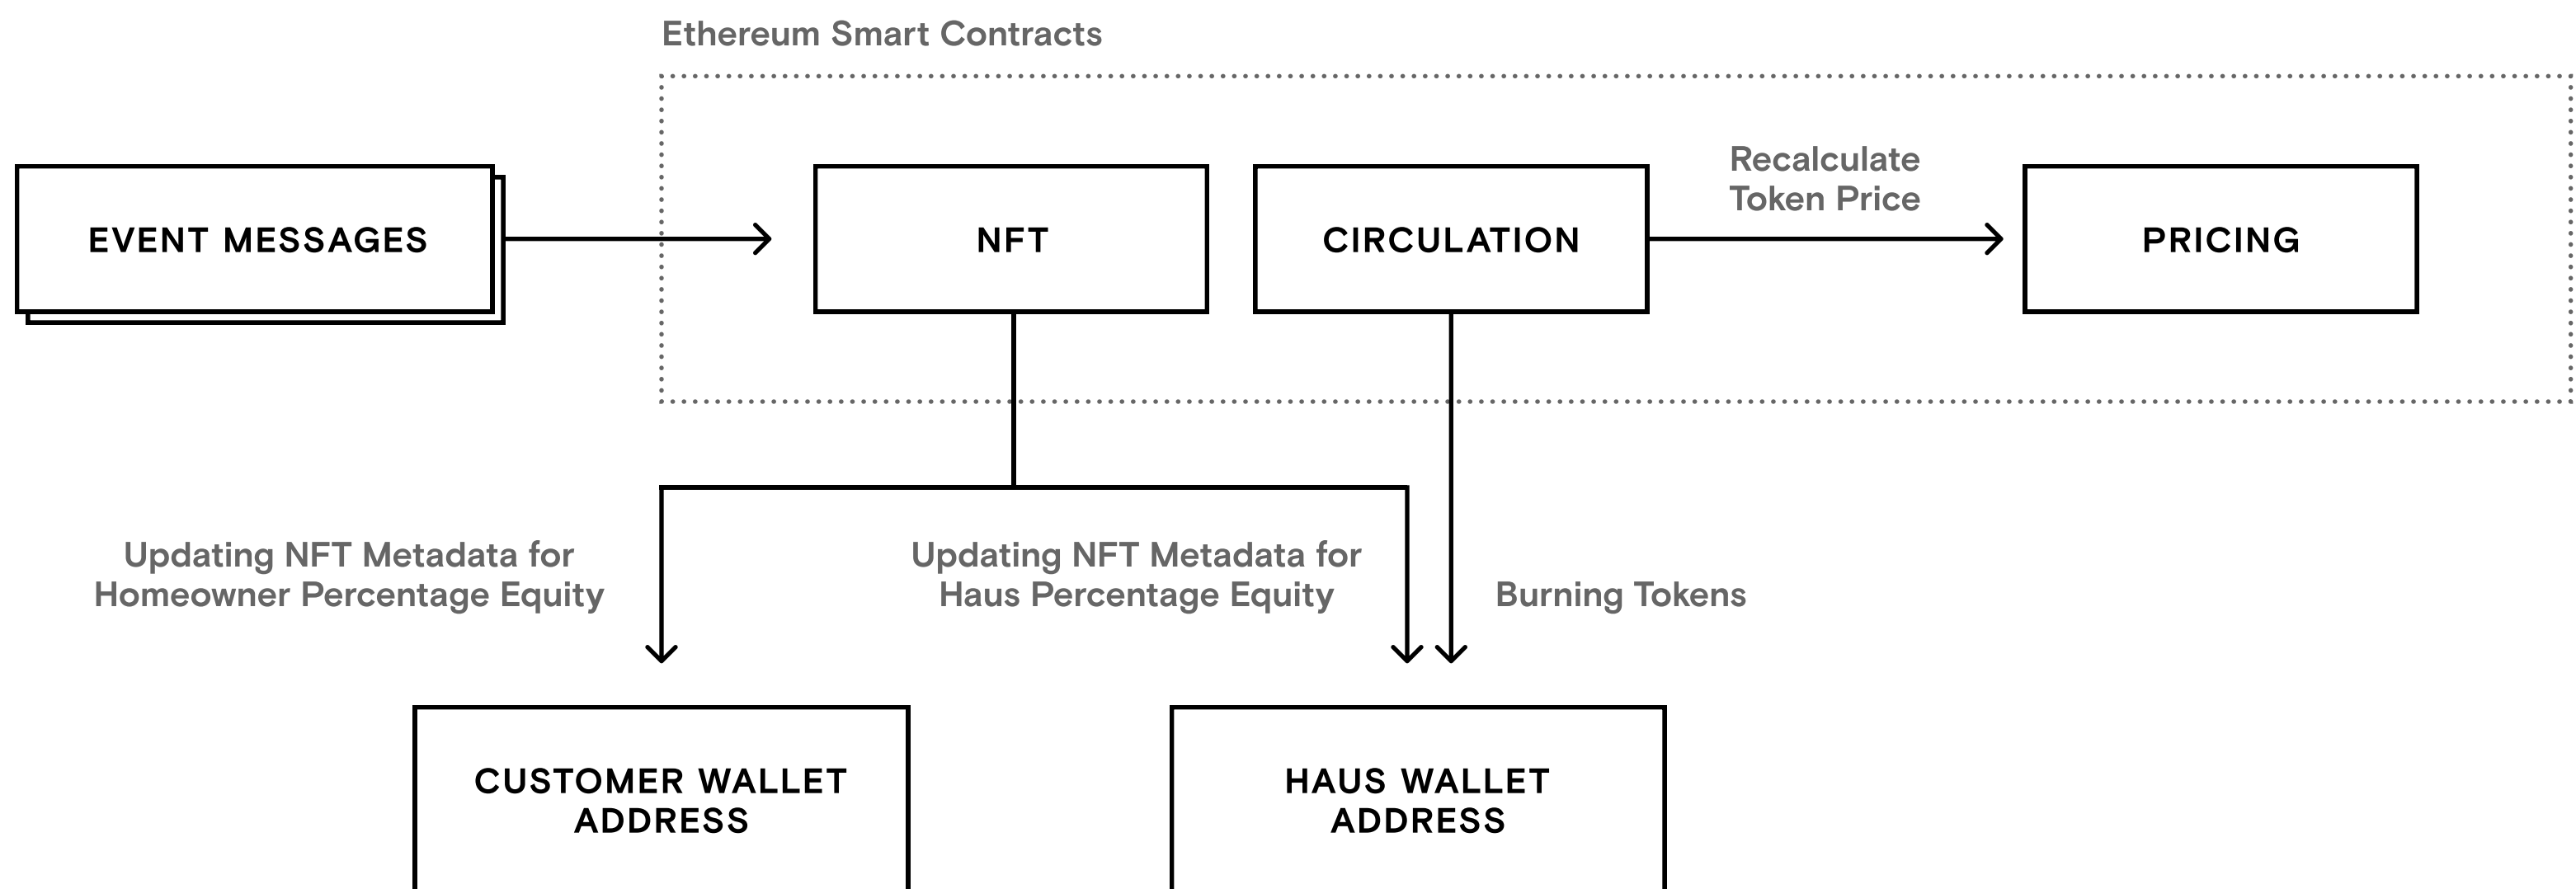 Ethereum Smart Contracts
EVENT MESSAGES
NFT
CIRCULATION
Recalculate
Token Price
PRICING
Updating NFT Metadata for
Homeowner Percentage Equity
Updating NFT Metadata for
Haus Percentage Equity
Burning Tokens
CUSTOMER WALLET
ADDRESS
HAUS WALLET
ADDRESS